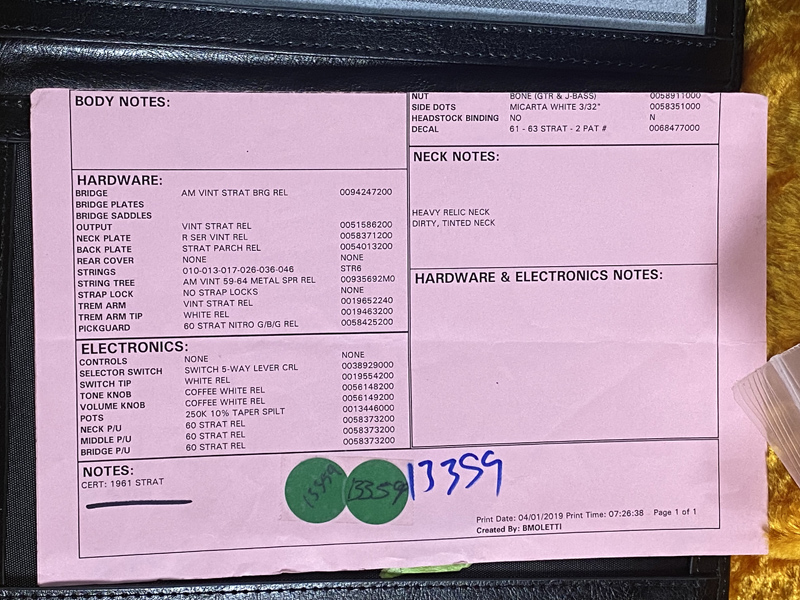 BODY NOTES:
HARDWARE:
BRIDGE AM VINT STRAT BRG REL 0094247200
BRIDGE PLATES
BRIDGE SADDLES
OUTPUT VINT STRAT REL 0051586200
NECK PLATE R SER VINT REL 0058371200
BACK PLATE STRAT PARCH REL 0054013200
REAR COVER NONE NONE
STRINGS 010-013-017-026-036-046 STR6
STRING TREE AM VINT 59-64 METAL SPR REL 00935692M0
STRAP LOCK NO STRAP LOCKS NONE
TREM ARM VINT STRAT REL 0019652240
TREM ARM TIP WHITE REL 0019463200
PICKGUARD 60 STRAT NITRO G/B/G REL 0058425200
ELECTRONICS:
CONTROLS NONE NONE
SELECTOR SWITCH SWITCH 5-WAY LEVER CRL 0038929000
SWITCH TIP WHITE REL 0019554200
TONE KNOB COFFEE WHITE REL 0056148200
VOLUME KNOB COFFEE WHITE REL 0056149200
POTS 250K 10% TAPER SPILT 0013446000
NECK P/U 60 STRAT REL 0058373200
MIDDLE P/U 60 STRAT REL 0058373200
BRIDGE P/U 60 STRAT REL 0058373200
NUT BONE (GTR & J-BASS) 0058911000
SIDE DOTS MICARTA WHITE 3/32" 0058351000
HEADSTOCK BINDING NO N
DECAL 61 - 63 STRAT - 2 PAT # 0068477000
NECK NOTES:
HEAVY RELIC NECK
DIRTY, TINTED NECK
HARDWARE & ELECTRONICS NOTES:
NOTES:
CERT: 1961 STRAT
13359
13359
13359
Print Date: 04/01/2019 Print Time: 07:26:38 Page 1 of 1
Created By: BMOLETTI